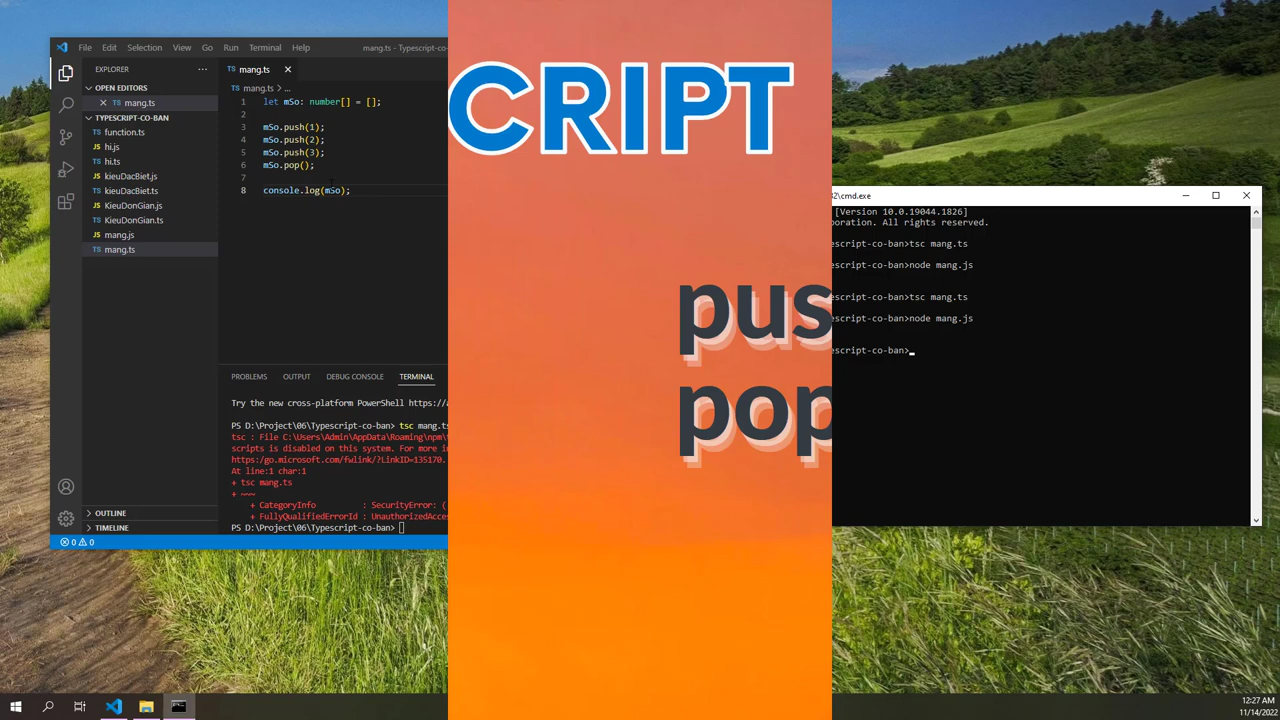 File Edit Selection View Go Run Terminal Help mang.ts - Typescript-co-
EXPLORER ...
OPEN EDITORS
mang.ts
TYPESCRIPT-CO-BAN
TS function.ts
JS hi.js
TS hi.ts
JS kieuDacBiet.js
TS kieuDacBiet.ts
JS KieuDonGian.js
TS KieuDonGian.ts
JS mang.js
TS mang.ts
OUTLINE
TIMELINE
0 0
TS mang.ts
TS mang.ts > ...
1 let mSo: number[] = [];
2
3 mSo.push(1);
4 mSo.push(2);
5 mSo.push(3);
6 mSo.pop();
7
8 console.log(mSo);
PROBLEMS OUTPUT DEBUG CONSOLE TERMINAL
Try the new cross-platform PowerShell https://a
PS D:\Project\06\Typescript-co-ban> tsc mang.ts
tsc : File C:\Users\Admin\AppData\Roaming\npm\
scripts is disabled on this system. For more in
https:/go.microsoft.com/fwlink/?LinkID=135170.
At line:1 char:1
+ tsc mang.ts
+ ~~~
+ CategoryInfo : SecurityError: (
+ FullyQualifiedErrorId : UnauthorizedAcces
PS D:\Project\06\Typescript-co-ban>
CRIPT
pus
pop
32\cmd.exe
[Version 10.0.19044.1826]
poration. All rights reserved.
escript-co-ban>tsc mang.ts
escript-co-ban>node mang.js
escript-co-ban>tsc mang.ts
escript-co-ban>node mang.js
escript-co-ban>
12:27 AM
11/14/2022